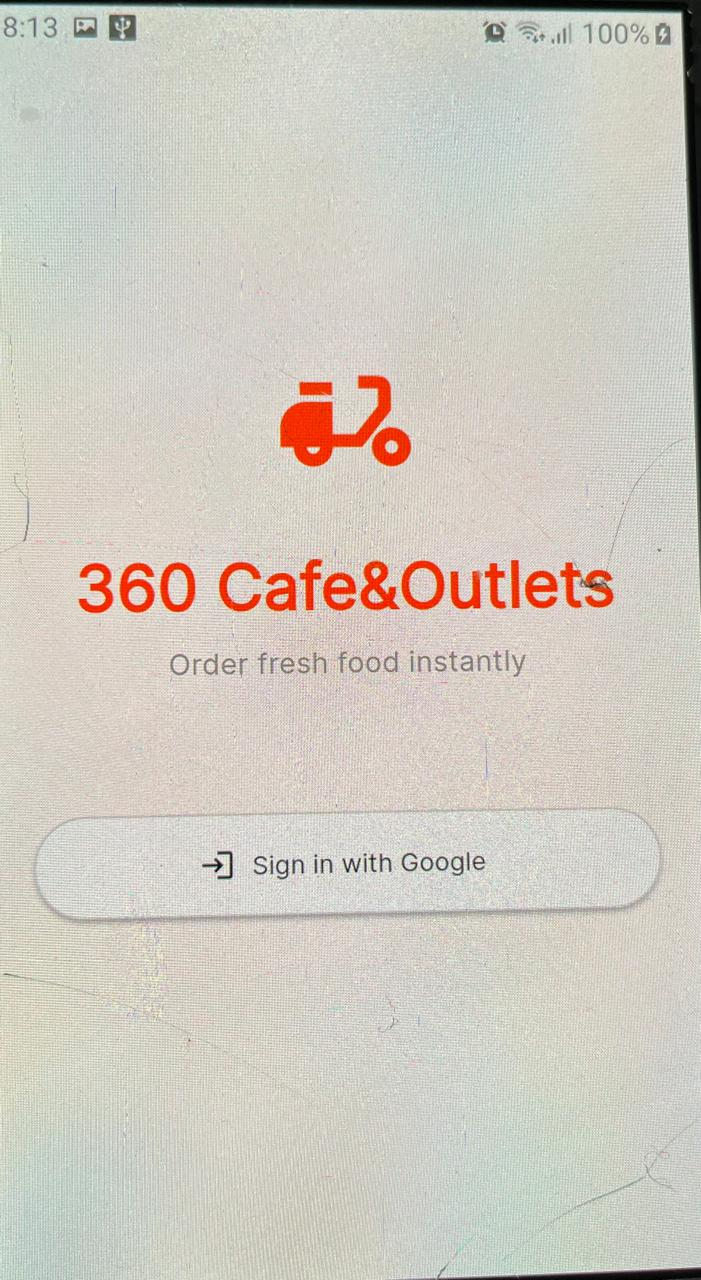 8:13 100%
360 Cafe&Outlets
Order fresh food instantly
Sign in with Google